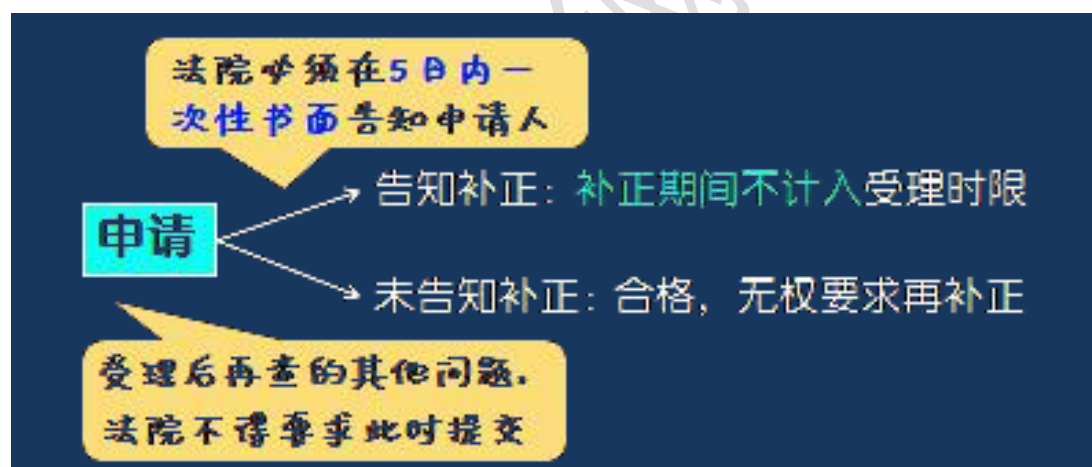 法院必须在5日内一
次性书面告知申请人
告知补正：补正期间不计入受理时限
申请
未告知补正：合格，无权要求再补正
受理后再查的其他问题，
法院不得要求此时提交